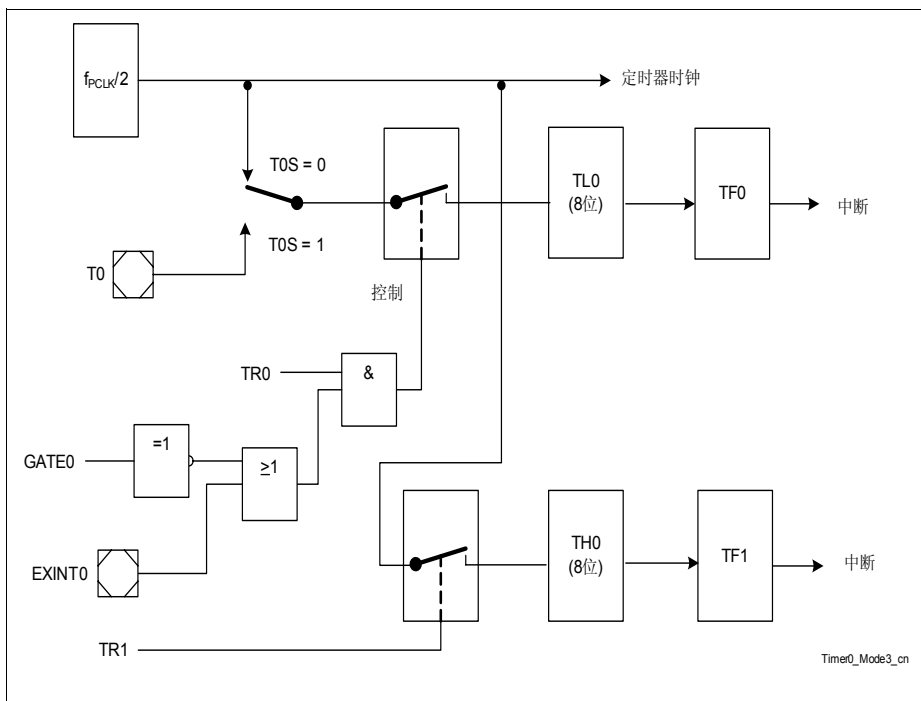 fPCLK/2
定时器时钟
T0S = 0
TL0
(8位)
TF0
中断
T0S = 1
T0
控制
TR0
&
=1
GATE0
≥1
EXINT0
TH0
(8位)
TF1
中断
TR1
Timer0_Mode3_cn